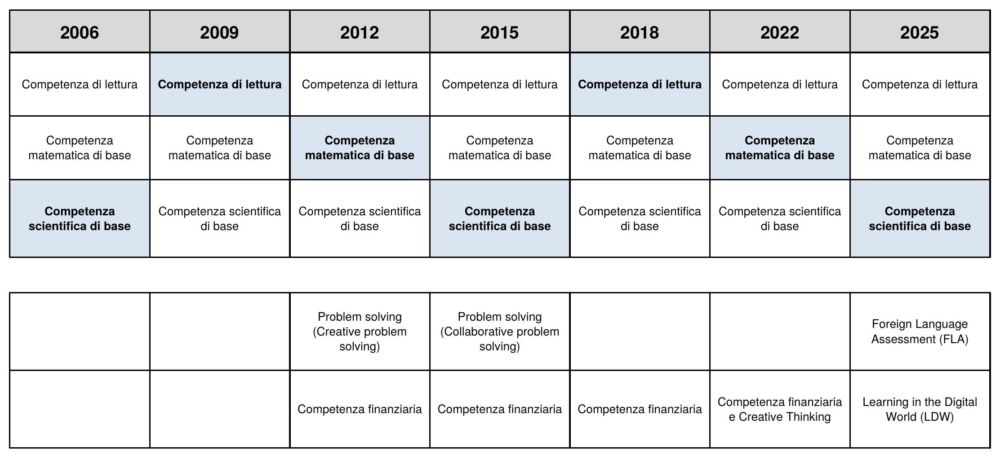 2006 2009 2012 2015 2018 2022 2025
Competenza di lettura Competenza di lettura Competenza di lettura Competenza di lettura Competenza di lettura Competenza di lettura Competenza di lettura
Competenza Competenza Competenza Competenza Competenza Competenza Competenza
matematica di base matematica di base matematica di base matematica di base matematica di base matematica di base matematica di base
Competenza Competenza scientifica Competenza scientifica Competenza Competenza scientifica Competenza scientifica Competenza
scientifica di base di base di base scientifica di base di base di base scientifica di base
Problem solving Problem solving
(Creative problem (Collaborative problem Foreign Language
solving) solving) Assessment (FLA)
Competenza finanziaria Competenza finanziaria Competenza finanziaria Competenza finanziaria Learning in the Digital
e Creative Thinking World (LDW)